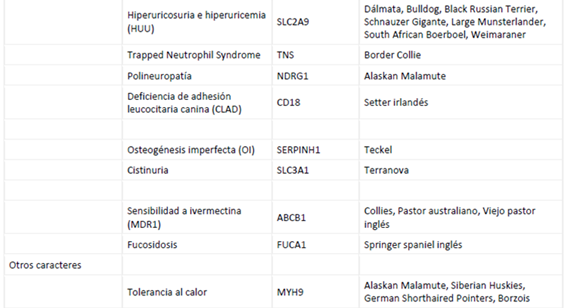 Hiperuricosuria e hiperuricemia (HUU) SLC2A9 Dálmata, Bulldog, Black Russian Terrier, Schnauzer Gigante, Large Munsterlander, South African Boerboel, Weimaraner
Trapped Neutrophil Syndrome TNS Border Collie
Polineuropatía NDRG1 Alaskan Malamute
Deficiencia de adhesión leucocitaria canina (CLAD) CD18 Setter irlandés
Osteogénesis imperfecta (OI) SERPINH1 Teckel
Cistinuria SLC3A1 Terranova
Sensibilidad a ivermectina (MDR1) ABCB1 Collies, Pastor australiano, Viejo pastor inglés
Fucosidosis FUCA1 Springer spaniel inglés
Otros caracteres
Tolerancia al calor MYH9 Alaskan Malamute, Siberian Huskies, German Shorthaired Pointers, Borzois